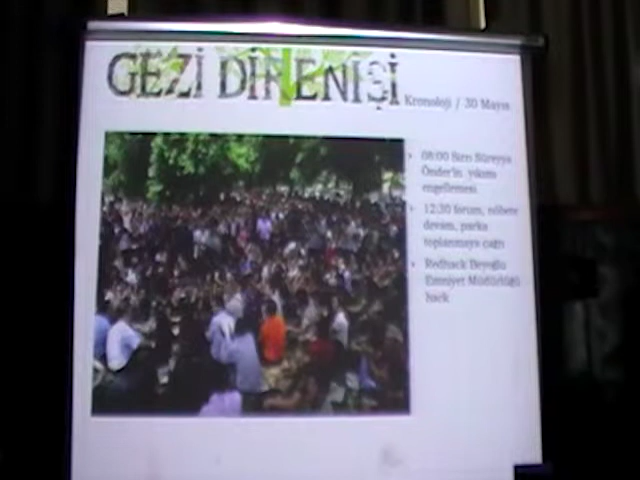 GEZİ DİRENİŞİ
Kronoloji / 30 Mayıs
08:00 Sırrı Süreyya
Önder'in yıkımı
engellemesi
12:30 forum, nöbete
devam, parka
toplanmaya çağrı
Redhack Beyoğlu
Emniyet Müdürlüğü
hack